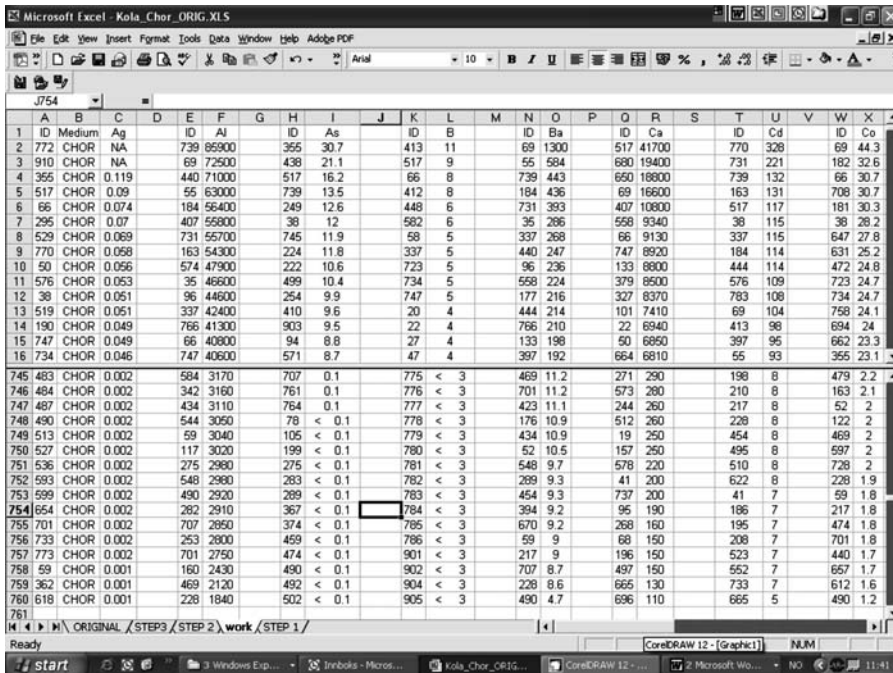 Microsoft Excel - Kola_Chor_ORIG.XLS
File Edit View Insert Format Tools Data Window Help Adobe PDF
Arial 10 B I U % ,
J754 =
A B C D E F G H I J K L M N O P Q R S T U V W X
1 ID Medium Ag ID Al ID As ID B ID Ba ID Ca ID Cd ID Co
2 772 CHOR NA 739 85900 355 30.7 413 11 69 1300 517 41700 770 328 69 44.3
3 910 CHOR NA 69 72500 438 21.1 517 9 55 584 680 19400 731 221 182 32.6
4 355 CHOR 0.119 440 71000 517 16.2 66 8 739 443 650 18800 739 132 66 30.7
5 517 CHOR 0.09 55 63000 739 13.5 412 8 184 436 69 16600 163 131 708 30.7
6 66 CHOR 0.074 184 56400 249 12.6 448 6 731 393 407 10800 517 117 181 30.3
7 295 CHOR 0.07 407 55800 38 12 582 6 35 286 558 9340 38 115 38 28.2
8 529 CHOR 0.069 731 55700 745 11.9 58 5 337 268 66 9130 337 115 647 27.8
9 770 CHOR 0.058 163 54300 224 11.8 337 5 440 247 747 8920 184 114 631 25.2
10 50 CHOR 0.056 574 47900 222 10.6 723 5 96 236 133 8800 444 114 472 24.8
11 576 CHOR 0.053 35 46600 499 10.4 734 5 558 224 379 8500 576 109 723 24.7
12 38 CHOR 0.051 96 44600 254 9.9 747 5 177 216 327 8370 783 108 734 24.7
13 519 CHOR 0.051 337 42400 410 9.6 20 4 444 214 101 7410 69 104 758 24.1
14 190 CHOR 0.049 766 41300 903 9.5 22 4 766 210 22 6940 413 98 694 24
15 747 CHOR 0.049 66 40800 94 8.8 27 4 133 198 50 6850 397 95 662 23.3
16 734 CHOR 0.046 747 40600 571 8.7 47 4 397 192 664 6810 55 93 355 23.1
745 483 CHOR 0.002 584 3170 707 0.1 775 < 3 469 11.2 271 290 198 8 479 2.2
746 484 CHOR 0.002 342 3160 761 0.1 776 < 3 701 11.2 573 280 210 8 163 2.1
747 487 CHOR 0.002 434 3110 764 0.1 777 < 3 423 11.1 244 260 217 8 52 2
748 490 CHOR 0.002 544 3050 78 < 0.1 778 < 3 176 10.9 512 260 228 8 122 2
749 513 CHOR 0.002 59 3040 105 < 0.1 779 < 3 434 10.9 19 250 454 8 469 2
750 527 CHOR 0.002 117 3020 199 < 0.1 780 < 3 52 10.5 157 250 495 8 597 2
751 536 CHOR 0.002 275 2980 275 < 0.1 781 < 3 548 9.7 578 220 510 8 728 2
752 593 CHOR 0.002 548 2980 283 < 0.1 782 < 3 289 9.3 41 200 622 8 228 1.9
753 599 CHOR 0.002 490 2920 289 < 0.1 783 < 3 454 9.3 737 200 41 7 59 1.8
754 654 CHOR 0.002 282 2910 367 < 0.1 784 < 3 394 9.2 95 190 186 7 217 1.8
755 701 CHOR 0.002 707 2850 374 < 0.1 785 < 3 670 9.2 268 160 195 7 474 1.8
756 733 CHOR 0.002 253 2800 459 < 0.1 786 < 3 59 9 68 150 208 7 701 1.8
757 773 CHOR 0.002 701 2750 474 < 0.1 901 < 3 217 9 196 150 523 7 440 1.7
758 59 CHOR 0.001 160 2430 490 < 0.1 902 < 3 707 8.7 497 150 552 7 657 1.7
759 362 CHOR 0.001 469 2120 492 < 0.1 904 < 3 228 8.6 665 130 733 7 612 1.6
760 618 CHOR 0.001 228 1840 502 < 0.1 905 < 3 490 4.7 696 110 665 5 490 1.2
761
ORIGINAL / STEP3 / STEP 2 \ work / STEP 1 /
Ready CorelDRAW 12 - [Graphic1] NUM
start 3 Windows Exp... Innboks - Micros... Kola_Chor_ORIG... CorelDRAW 12 - ... 2 Microsoft Wo... NO 11:41